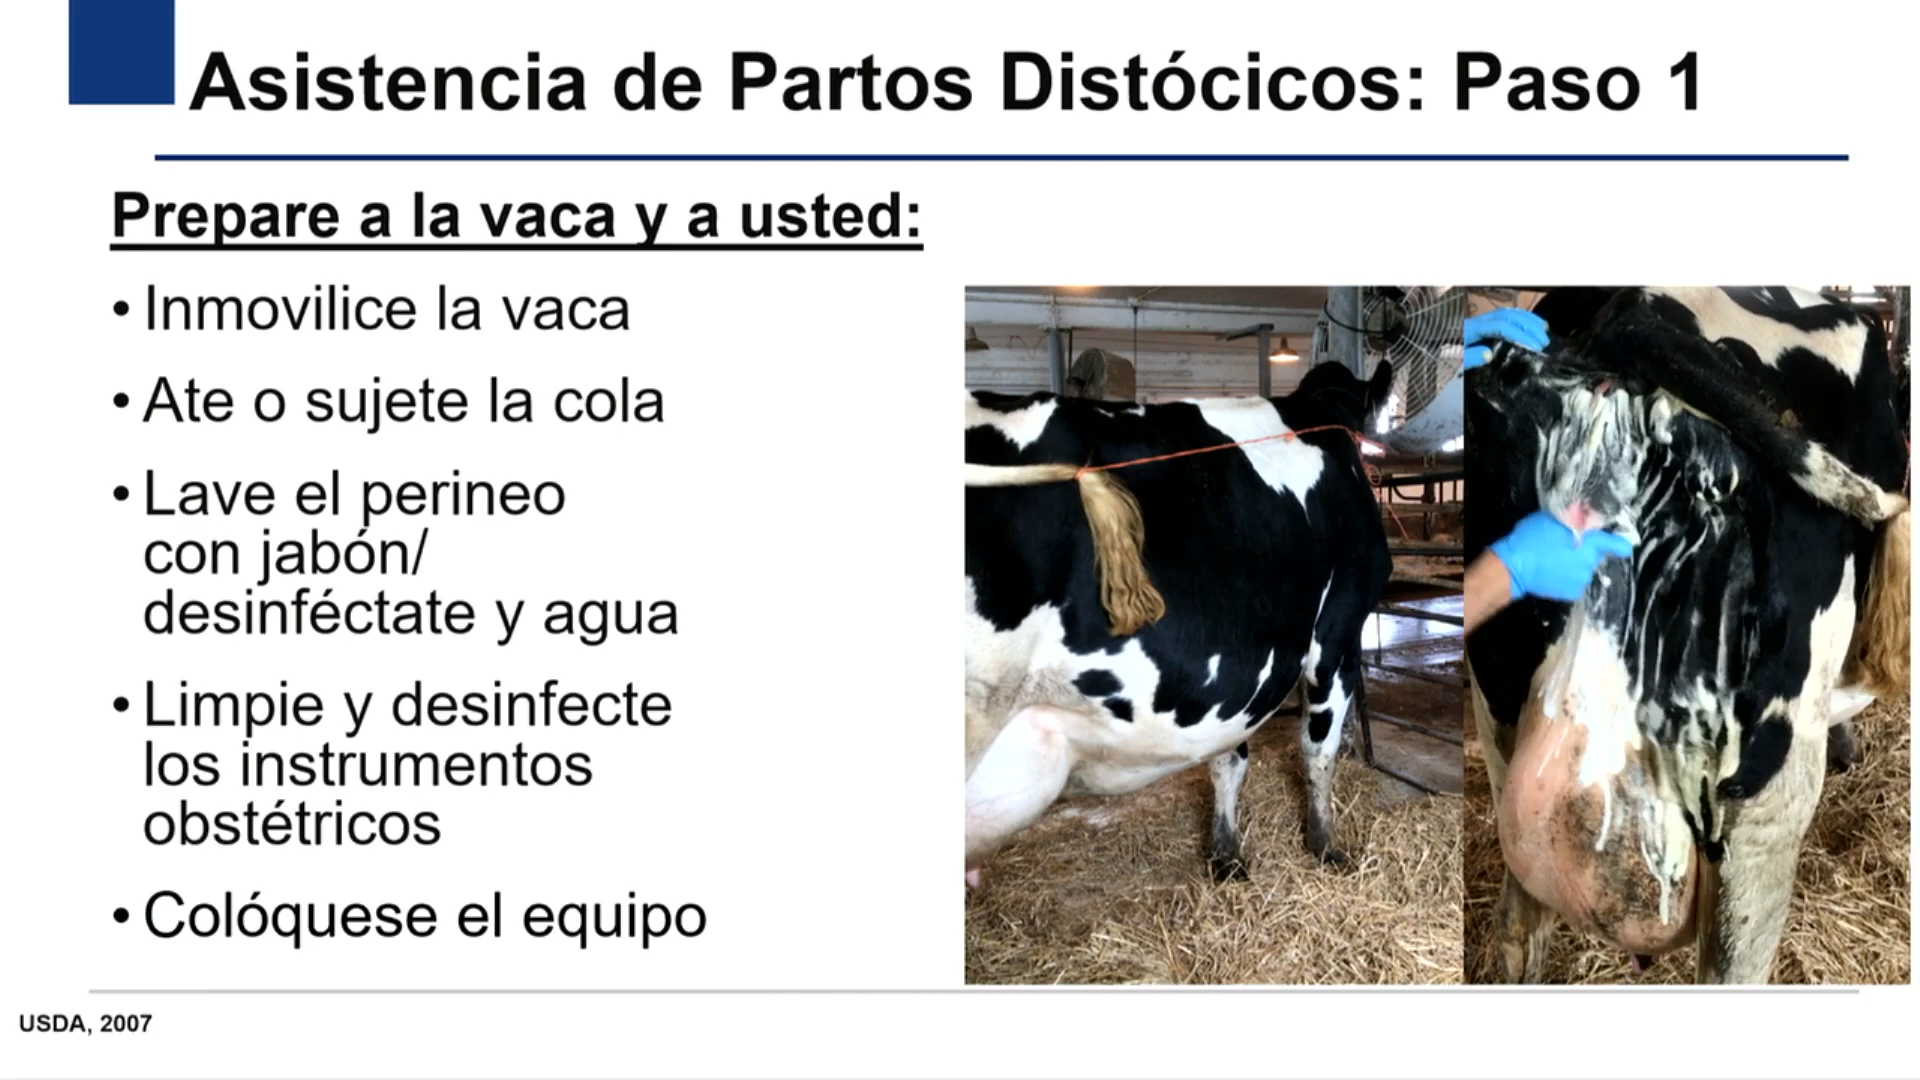 Asistencia de Partos Distócicos: Paso 1
Prepare a la vaca y a usted:
• Inmovilice la vaca
• Ate o sujete la cola
• Lave el perineo
con jabón/
desinféctate y agua
• Limpie y desinfecte
los instrumentos
obstétricos
• Colóquese el equipo
USDA, 2007